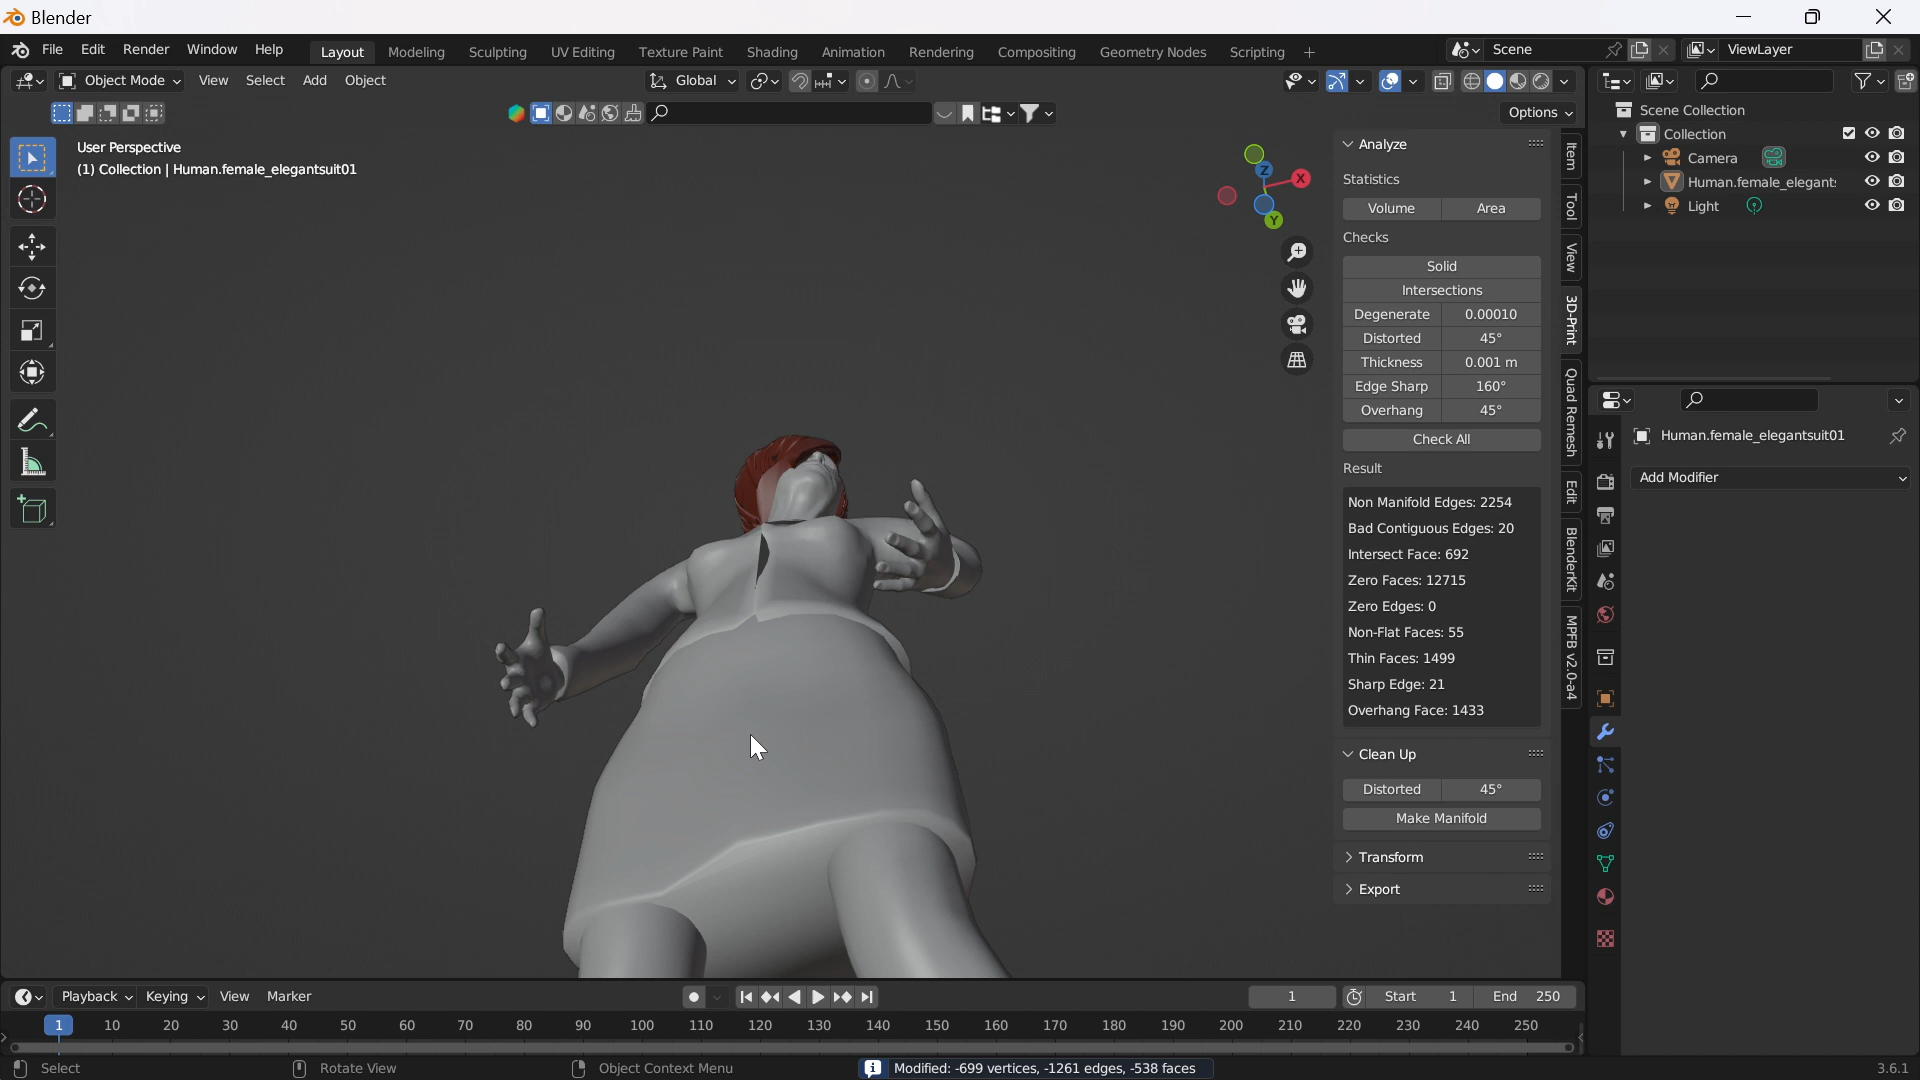 Blender
File Edit Render Window Help Layout Modeling Sculpting UV Editing Texture Paint Shading Animation Rendering Compositing Geometry Nodes Scripting + Scene ViewLayer
Object Mode View Select Add Object Global
Options
User Perspective
(1) Collection | Human.female_elegantsuit01
Z
X
Y
Analyze
Statistics
Volume Area
Checks
Solid
Intersections
Degenerate 0.00010
Distorted 45°
Thickness 0.001 m
Edge Sharp 160°
Overhang 45°
Check All
Result
Non Manifold Edges: 2254
Bad Contiguous Edges: 20
Intersect Face: 692
Zero Faces: 12715
Zero Edges: 0
Non-Flat Faces: 55
Thin Faces: 1499
Sharp Edge: 21
Overhang Face: 1433
Clean Up
Distorted 45°
Make Manifold
Transform
Export
Item
Tool
View
3D-Print
Quad Remesh
Edit
BlenderKit
MPFB v2.0-a4
Scene Collection
Collection
Camera
Human.female_elegant
Light
Human.female_elegantsuit01
Add Modifier
Playback Keying View Marker 1 Start 1 End 250
1 10 20 30 40 50 60 70 80 90 100 110 120 130 140 150 160 170 180 190 200 210 220 230 240 250
Select Rotate View Object Context Menu Modified: -699 vertices, -1261 edges, -538 faces 3.6.1